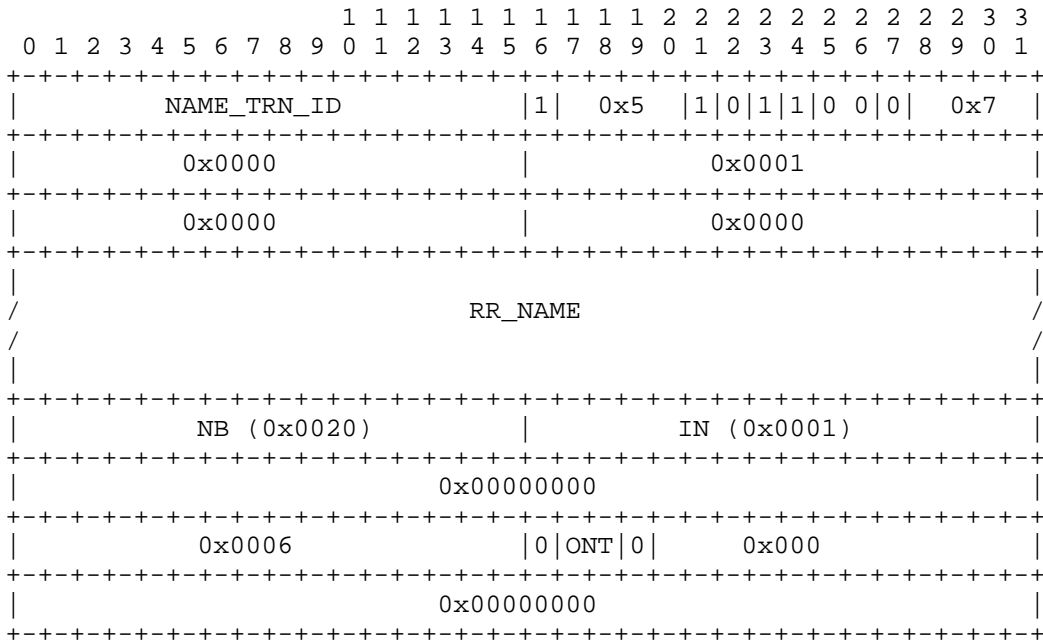 1 1 1 1 1 1 1 1 1 1 2 2 2 2 2 2 2 2 2 2 3 3
 0 1 2 3 4 5 6 7 8 9 0 1 2 3 4 5 6 7 8 9 0 1 2 3 4 5 6 7 8 9 0 1
+-+-+-+-+-+-+-+-+-+-+-+-+-+-+-+-+-+-+-+-+-+-+-+-+-+-+-+-+-+-+-+-+
|         NAME_TRN_ID           |1|  0x5  |1|0|1|1|0 0|0|  0x7  |
+-+-+-+-+-+-+-+-+-+-+-+-+-+-+-+-+-+-+-+-+-+-+-+-+-+-+-+-+-+-+-+-+
|          0x0000               |           0x0001              |
+-+-+-+-+-+-+-+-+-+-+-+-+-+-+-+-+-+-+-+-+-+-+-+-+-+-+-+-+-+-+-+-+
|          0x0000               |           0x0000              |
+-+-+-+-+-+-+-+-+-+-+-+-+-+-+-+-+-+-+-+-+-+-+-+-+-+-+-+-+-+-+-+-+
|                                                               |
/                            RR_NAME                            /
/                                                               /
|                                                               |
+-+-+-+-+-+-+-+-+-+-+-+-+-+-+-+-+-+-+-+-+-+-+-+-+-+-+-+-+-+-+-+-+
|           NB (0x0020)         |         IN (0x0001)           |
+-+-+-+-+-+-+-+-+-+-+-+-+-+-+-+-+-+-+-+-+-+-+-+-+-+-+-+-+-+-+-+-+
|                          0x00000000                           |
+-+-+-+-+-+-+-+-+-+-+-+-+-+-+-+-+-+-+-+-+-+-+-+-+-+-+-+-+-+-+-+-+
|           0x0006              |0|ONT|0|     0x000             |
+-+-+-+-+-+-+-+-+-+-+-+-+-+-+-+-+-+-+-+-+-+-+-+-+-+-+-+-+-+-+-+-+
|                          0x00000000                           |
+-+-+-+-+-+-+-+-+-+-+-+-+-+-+-+-+-+-+-+-+-+-+-+-+-+-+-+-+-+-+-+-+